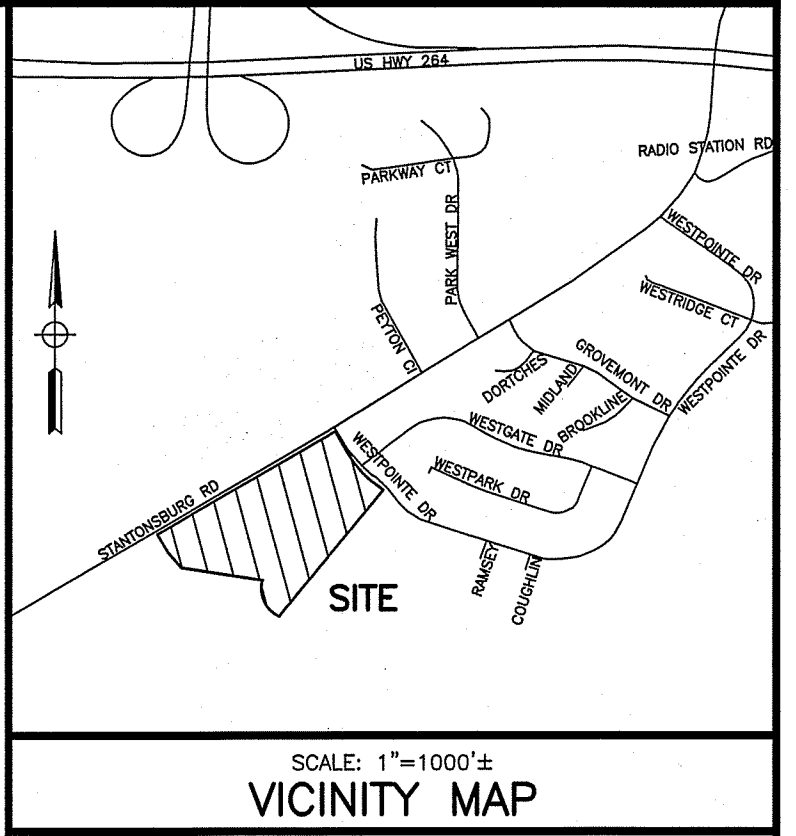 US HWY 264
RADIO STATION RD
PARKWAY CT
PARK WEST DR
WESTPOINTE DR
WESTRIDGE CT
PEYTON CT
WESTPOINTE DR
GROVEMONT DR
DORTCHES
MIDLAND
BROOKLINE
WESTGATE DR
WESTPOINTE DR
WESTPARK DR
STANTONSBURG RD
RAMSEY
COUGHLIN
SITE
SCALE: 1"=1000'±
VICINITY MAP